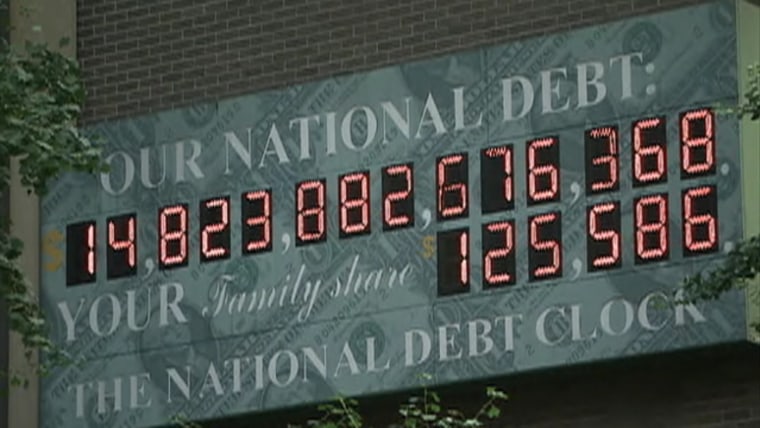 OUR NATIONAL DEBT:
$14,823,882,676,368.
YOUR Family share $125,586.
THE NATIONAL DEBT CLOCK